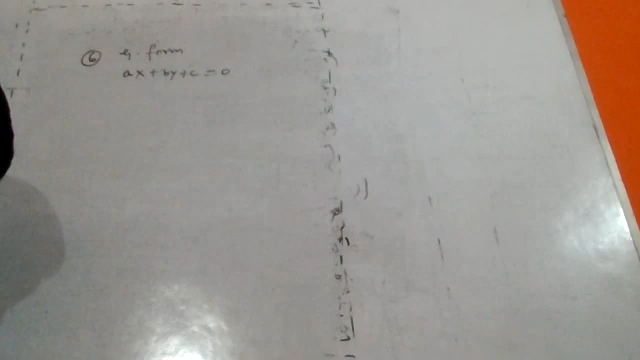 ⑥ G. form
ax + by + c = 0